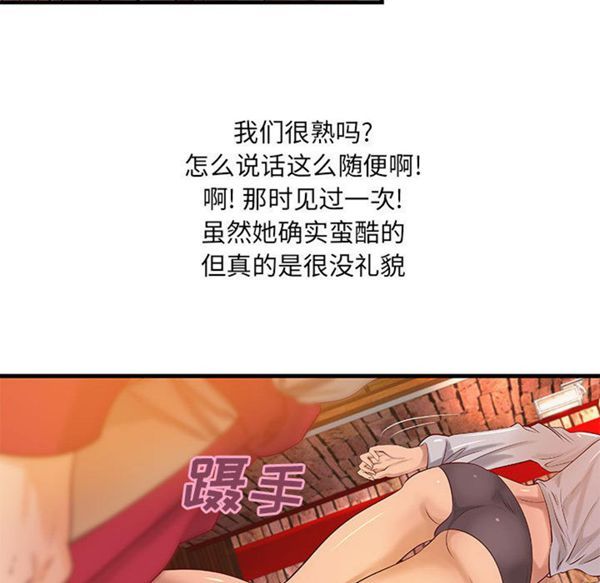 我们很熟吗?
怎么说话这么随便啊!
啊! 那时见过一次!
虽然她确实蛮酷的
但真的是很没礼貌
蹑手